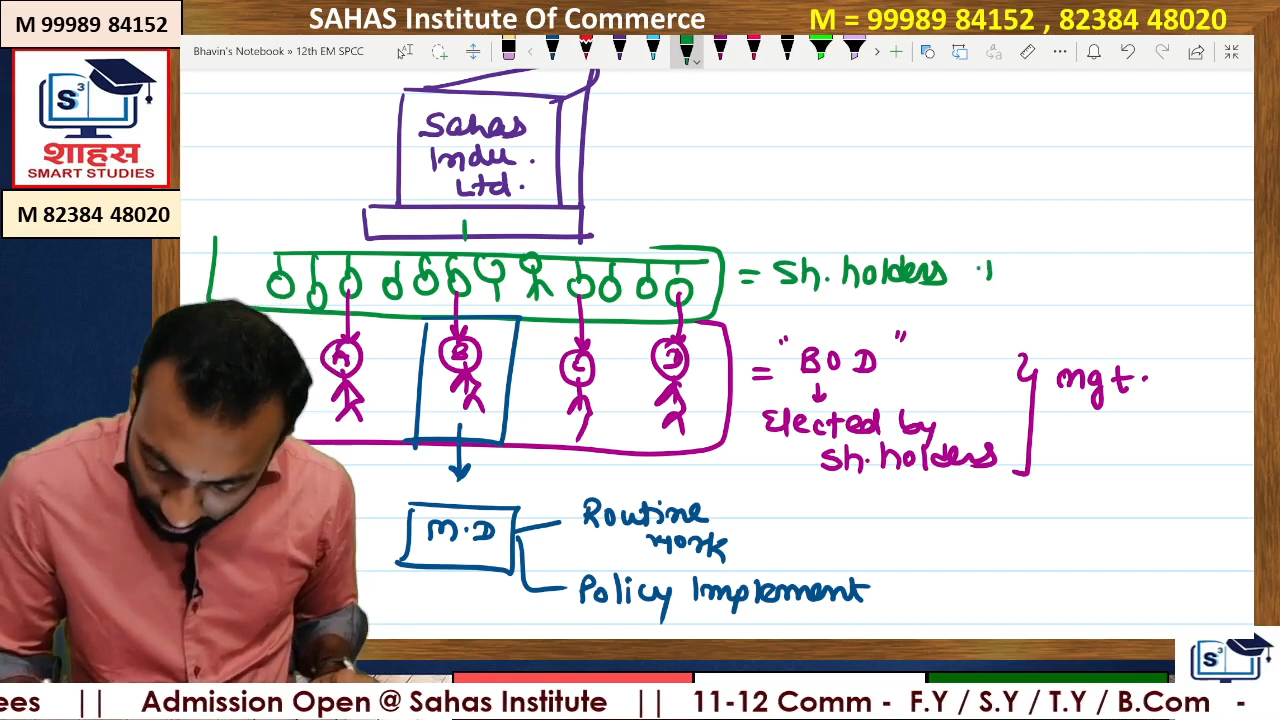 M 99989 84152
SAHAS Institute Of Commerce
M = 99989 84152 , 82384 48020
Bhavin's Notebook » 12th EM SPCC
S³
शाहस
SMART STUDIES
M 82384 48020
Sahas
Indu.
Ltd.
= Sh. holders
A
B
C
D
= "BOD"
Elected by
Sh. holders
mgt.
M.D
Routine
work
Policy Implement
S³
ees || Admission Open @ Sahas Institute || 11-12 Comm - F.Y / S.Y / T.Y / B.Com -